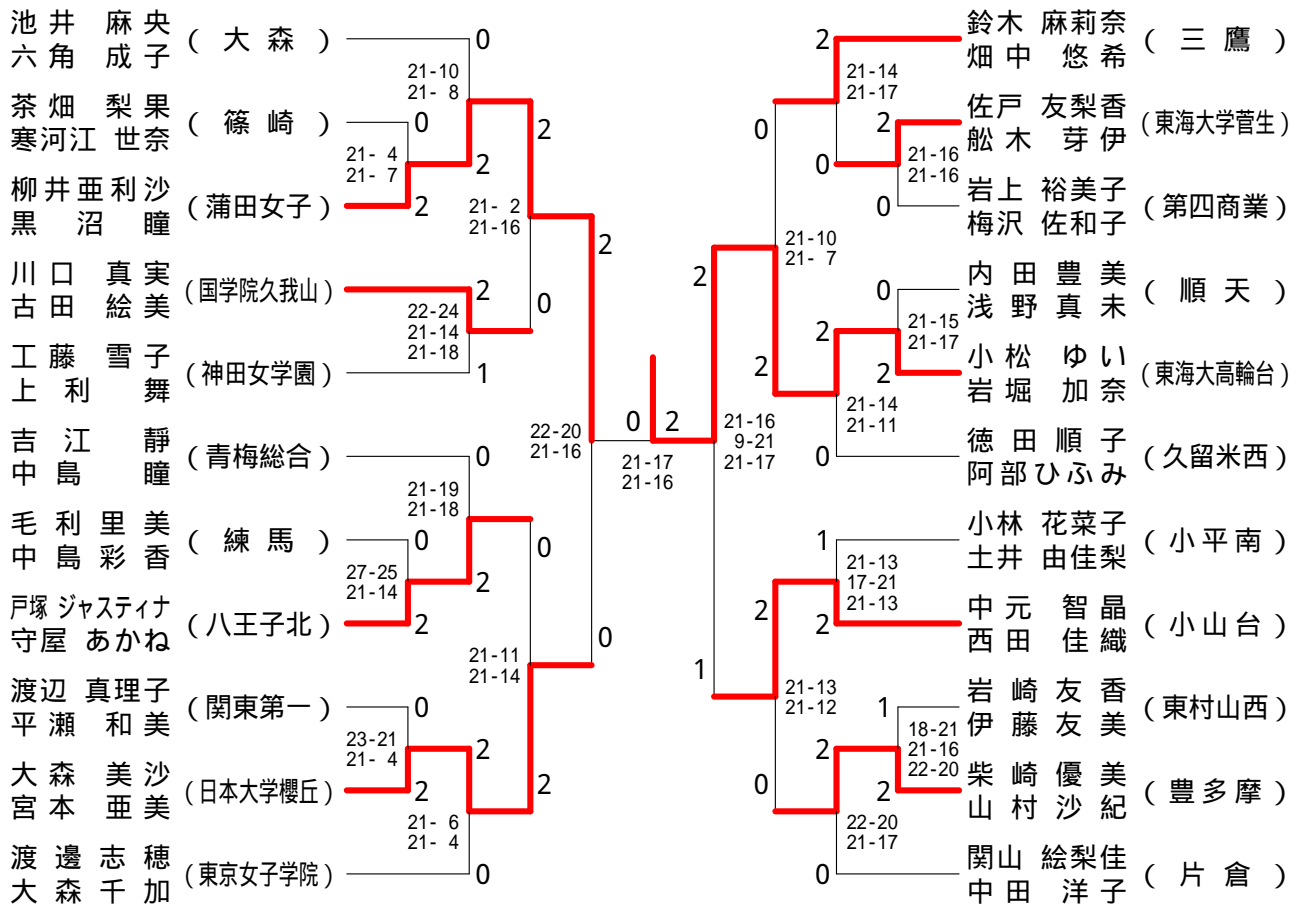 池井 麻央
六角 成子
(大森)
0
21-10
21- 8
茶畑 梨果
寒河江 世奈
(篠崎)
0
21- 4
21- 7
2
2
柳井亜利沙
黒沼 瞳
(蒲田女子)
2
21- 2
21-16
2
川口 真実
古田 絵美
(国学院久我山)
2
22-24
21-14
21-18
0
工藤 雪子
上利 舞
(神田女学園)
1
22-20
21-16
吉江 靜
中島 瞳
(青梅総合)
0
21-19
21-18
毛利里美
中島彩香
(練馬)
0
27-25
21-14
2
0
戸塚 ジャスティナ
守屋 あかね
(八王子北)
2
21-11
21-14
0
渡辺 真理子
平瀬 和美
(関東第一)
0
23-21
21- 4
2
大森 美沙
宮本 亜美
(日本大学櫻丘)
2
21- 6
21- 4
2
渡邊志穂
大森千加
(東京女子学院)
0
0
2
21-17
21-16
鈴木 麻莉奈
畑中 悠希
(三鷹)
2
21-14
21-17
0
佐戸 友梨香
舩木 芽伊
(東海大学菅生)
2
21-16
21-16
0
岩上 裕美子
梅沢 佐和子
(第四商業)
0
21-10
21- 7
2
内田豊美
浅野真未
(順天)
0
21-15
21-17
2
小松 ゆい
岩堀 加奈
(東海大高輪台)
2
21-14
21-11
2
徳田順子
阿部ひふみ
(久留米西)
0
21-16
9-21
21-17
小林 花菜子
土井 由佳梨
(小平南)
1
21-13
17-21
21-13
2
中元 智晶
西田 佳織
(小山台)
2
21-13
21-12
1
岩崎友香
伊藤友美
(東村山西)
1
18-21
21-16
22-20
2
柴崎優美
山村沙紀
(豊多摩)
2
22-20
21-17
0
関山 絵梨佳
中田 洋子
(片倉)
0